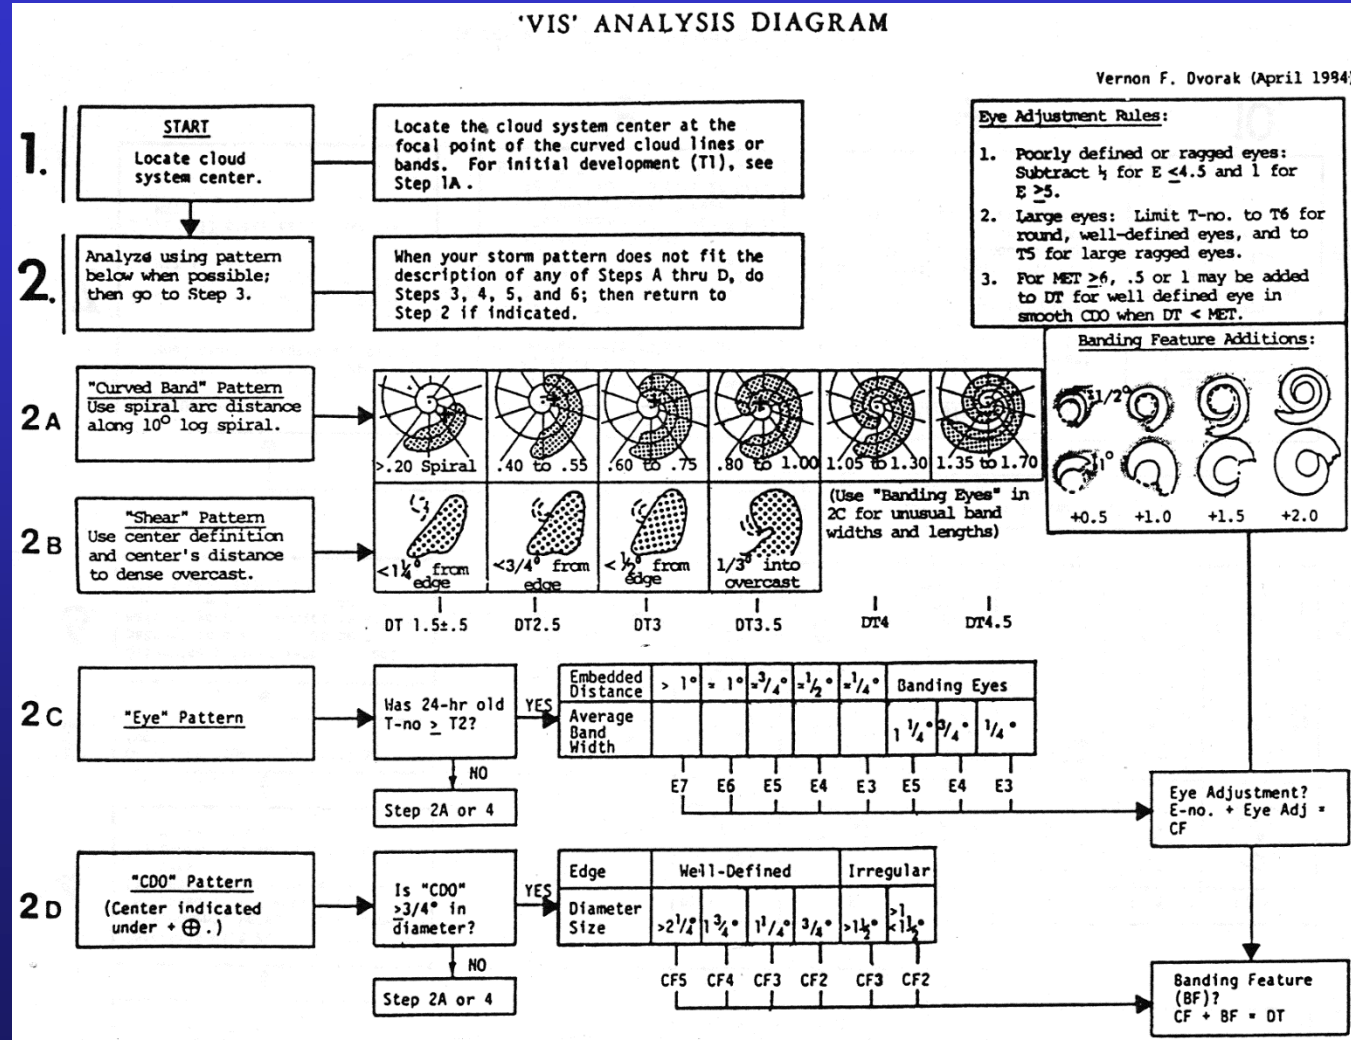 'VIS' ANALYSIS DIAGRAM
Vernon F. Dvorak (April 1984)
1.
START
Locate cloud
system center.
Locate the cloud system center at the
focal point of the curved cloud lines or
bands. For initial development (T1), see
Step 1A.
2.
Analyze using pattern
below when possible;
then go to Step 3.
When your storm pattern does not fit the
description of any of Steps A thru D, do
Steps 3, 4, 5, and 6; then return to
Step 2 if indicated.
Eye Adjustment Rules:
1. Poorly defined or ragged eyes:
Subtract ½ for E ≤4.5 and 1 for
E ≥5.
2. Large eyes: Limit T-no. to T6 for
round, well-defined eyes, and to
T5 for large ragged eyes.
3. For MET ≥6, .5 or 1 may be added
to DT for well defined eye in
smooth CDO when DT < MET.
Banding Feature Additions:
1/2°
1°
+0.5 +1.0 +1.5 +2.0
2A
"Curved Band" Pattern
Use spiral arc distance
along 10° log spiral.
>.20 Spiral .40 to .55 .60 to .75 .80 to 1.00 1.05 to 1.30 1.35 to 1.70
2B
"Shear" Pattern
Use center definition
and center's distance
to dense overcast.
<1¼° from
edge
<3/4° from
edge
<½° from
edge
1/3° into
overcast
(Use "Banding Eyes" in
2C for unusual band
widths and lengths)
DT 1.5±.5 DT2.5 DT3 DT3.5 DT4 DT4.5
2C
"Eye" Pattern
Was 24-hr old
T-no ≥ T2?
YES
NO
Step 2A or 4
Embedded
Distance
> 1° = 1° =3/4° =1/2° =1/4° Banding Eyes
Average
Band
Width
1 1/4° 3/4° 1/4°
E7 E6 E5 E4 E3 E5 E4 E3
Eye Adjustment?
E-no. + Eye Adj =
CF
2D
"CDO" Pattern
(Center indicated
under + ⊕.)
Is "CDO"
≥3/4° in
diameter?
YES
NO
Step 2A or 4
Edge Well-Defined Irregular
Diameter
Size
>2 1/4° 1 3/4° 1 1/4° 3/4° >1½° >1
<1½°
CF5 CF4 CF3 CF2 CF3 CF2
Banding Feature
(BF)?
CF + BF = DT